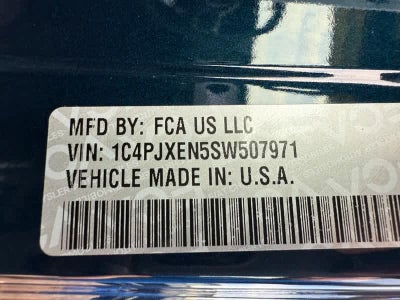 MFD BY: FCA US LLC
VIN: 1C4PJXEN5SW507971
VEHICLE MADE IN: U.S.A.